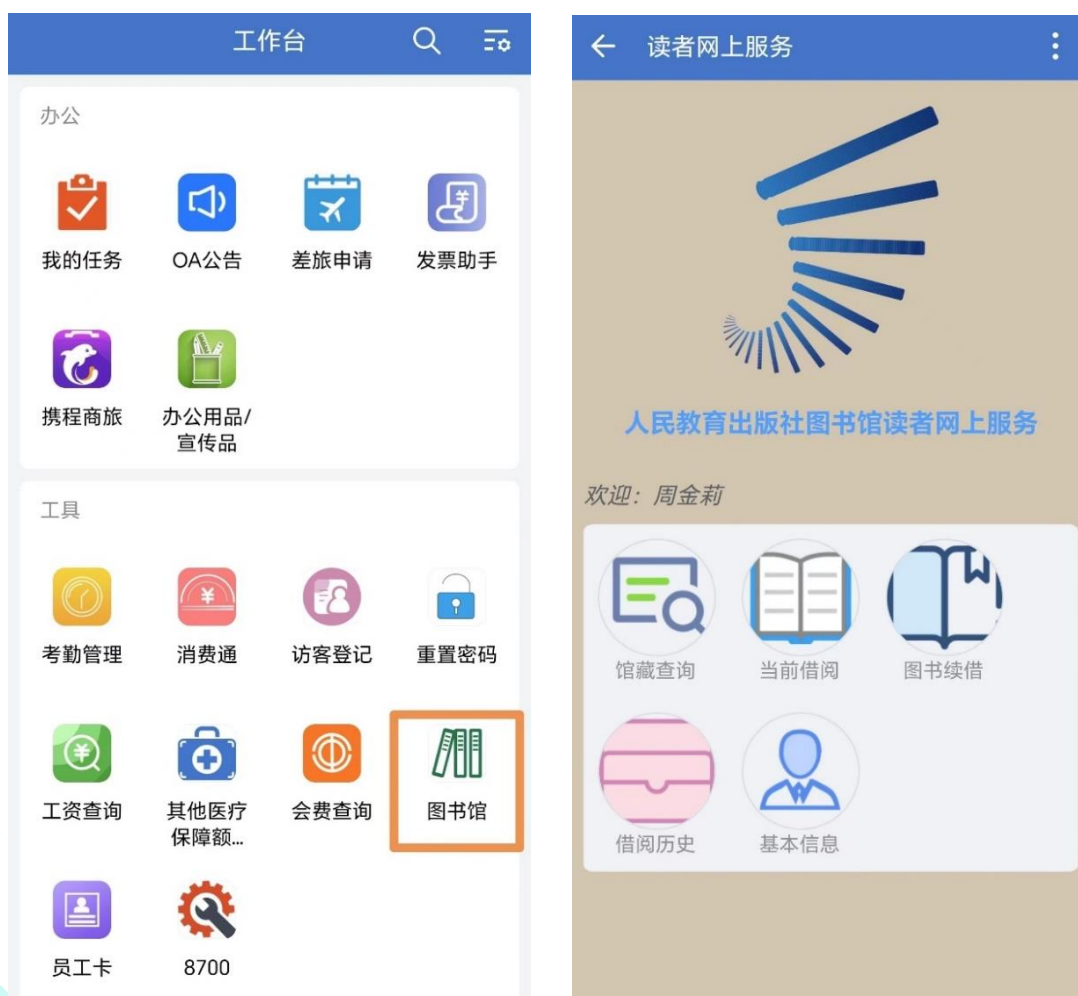 工作台
办公
我的任务
OA公告
差旅申请
发票助手
携程商旅
办公用品/
宣传品
工具
考勤管理
消费通
访客登记
重置密码
工资查询
其他医疗
保障额...
会费查询
图书馆
员工卡
8700
读者网上服务
人民教育出版社图书馆读者网上服务
欢迎：周金莉
馆藏查询
当前借阅
图书续借
借阅历史
基本信息